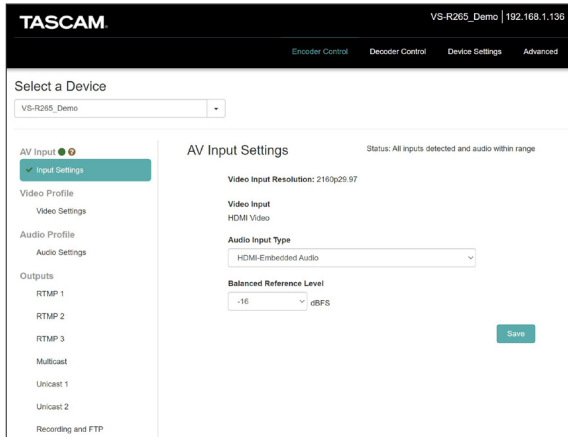 TASCAM.
VS-R265_Demo | 192.168.1.136
Encoder Control Decoder Control Device Settings Advanced
Select a Device
VS-R265_Demo
AV Input
Input Settings
Video Profile
Video Settings
Audio Profile
Audio Settings
Outputs
RTMP 1
RTMP 2
RTMP 3
Multicast
Unicast 1
Unicast 2
Recording and FTP
AV Input Settings
Status: All inputs detected and audio within range
Video Input Resolution: 2160p29.97
Video Input
HDMI Video
Audio Input Type
HDMI-Embedded Audio
Balanced Reference Level
-16 dBFS
Save